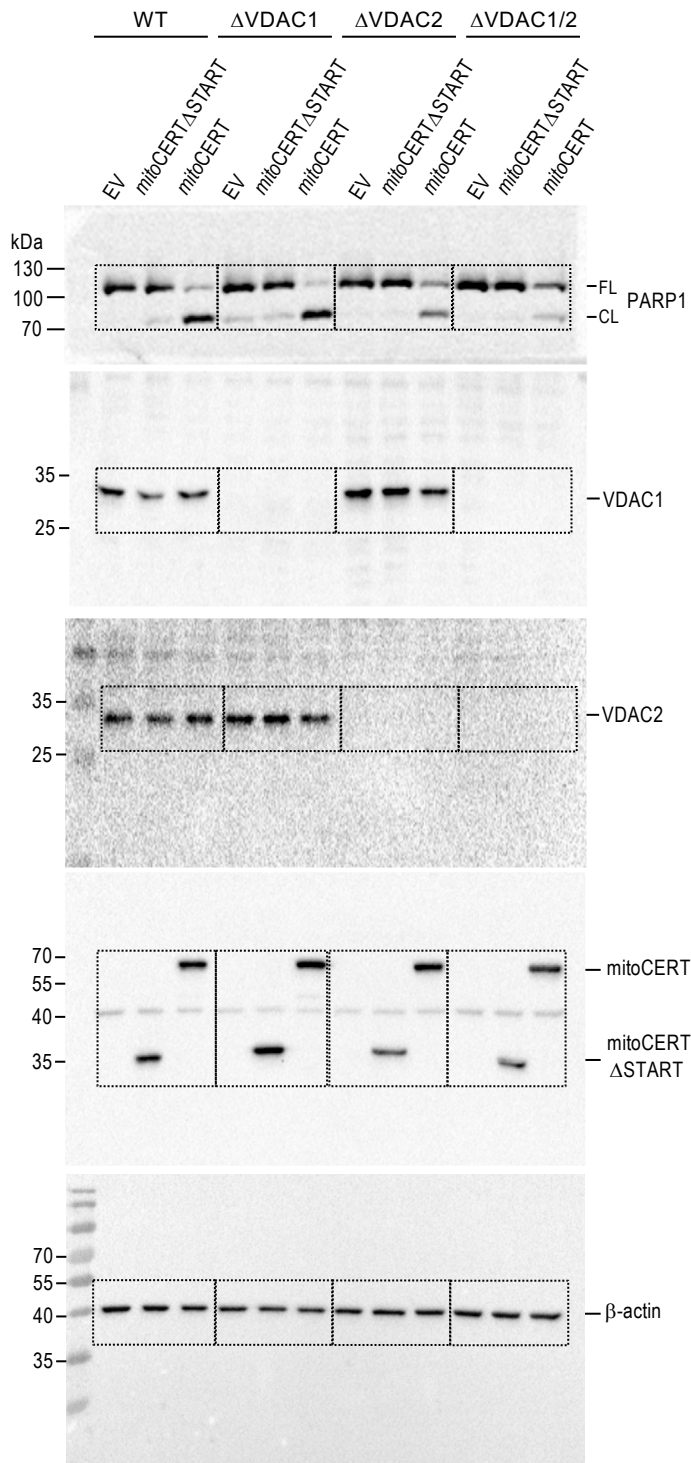 WT ΔVDAC1 ΔVDAC2 ΔVDAC1/2
EV mitoCERTΔSTART mitoCERT EV mitoCERTΔSTART mitoCERT EV mitoCERTΔSTART mitoCERT EV mitoCERTΔSTART mitoCERT
kDa
130
100
70
FL
CL
PARP1
35
25
VDAC1
35
25
VDAC2
70
55
40
35
mitoCERT
mitoCERT
ΔSTART
70
55
40
35
β-actin